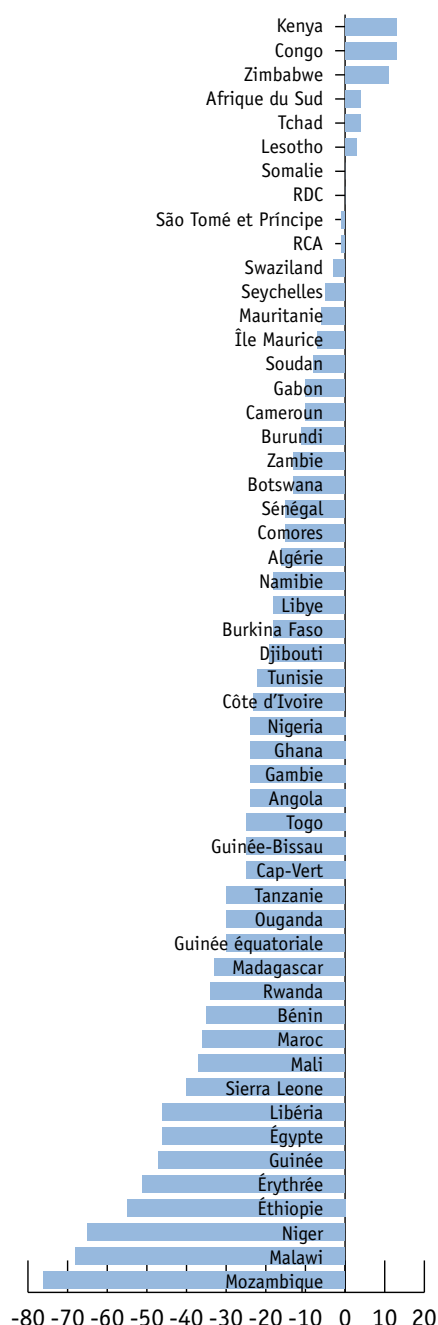 Kenya
Congo
Zimbabwe
Afrique du Sud
Tchad
Lesotho
Somalie
RDC
São Tomé et Príncipe
RCA
Swaziland
Seychelles
Mauritanie
Île Maurice
Soudan
Gabon
Cameroun
Burundi
Zambie
Botswana
Sénégal
Comores
Algérie
Namibie
Libye
Burkina Faso
Djibouti
Tunisie
Côte d'Ivoire
Nigeria
Ghana
Gambie
Angola
Togo
Guinée-Bissau
Cap-Vert
Tanzanie
Ouganda
Guinée équatoriale
Madagascar
Rwanda
Bénin
Maroc
Mali
Sierra Leone
Libéria
Égypte
Guinée
Érythrée
Éthiopie
Niger
Malawi
Mozambique
-80 -70 -60 -50 -40 -30 -20 -10 0 10 20